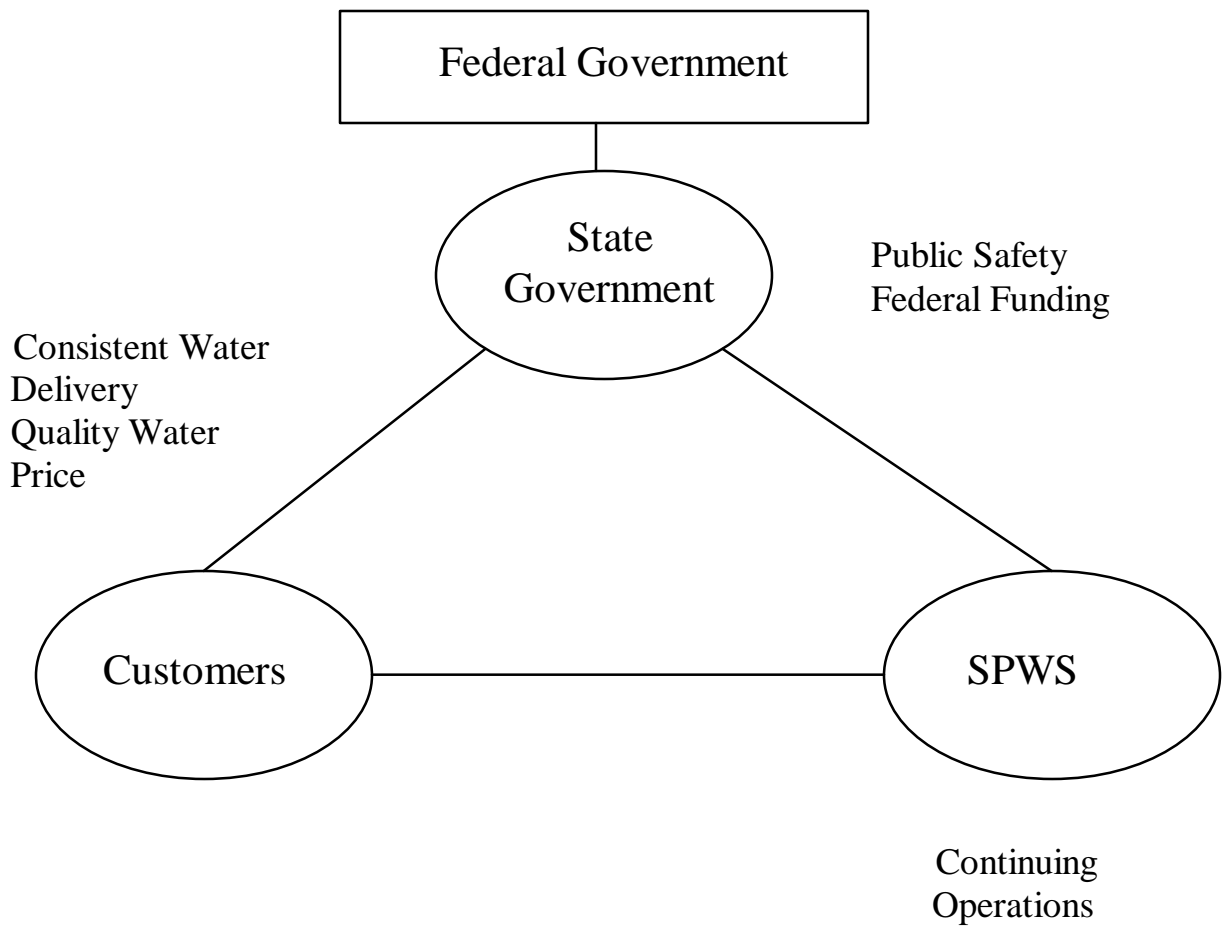 Federal Government
State
Government
Public Safety
Federal Funding
Consistent Water
Delivery
Quality Water
Price
Customers
SPWS
Continuing
Operations